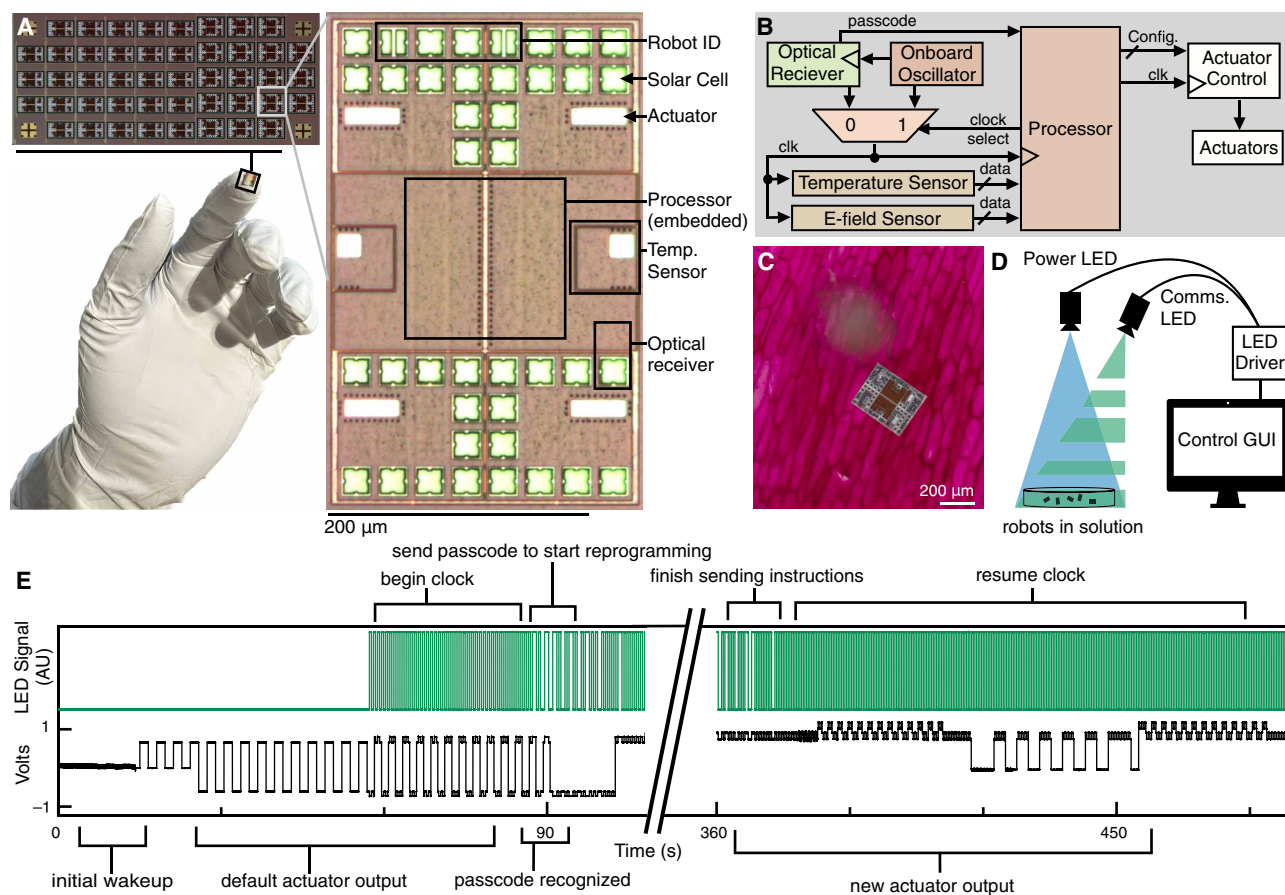 A
Robot ID
Solar Cell
Actuator
Processor
(embedded)
Temp.
Sensor
Optical
receiver
200 µm
B
passcode
Optical
Reciever
Onboard
Oscillator
0 1
clock
select
clk
Temperature Sensor
data
E-field Sensor
data
Processor
Config.
clk
Actuator
Control
Actuators
C
200 µm
D
Power LED
Comms.
LED
LED
Driver
Control GUI
robots in solution
E
send passcode to start reprogramming
begin clock
finish sending instructions
resume clock
LED Signal
(AU)
Volts
1
−1
0
90
360
450
Time (s)
initial wakeup
default actuator output
passcode recognized
new actuator output